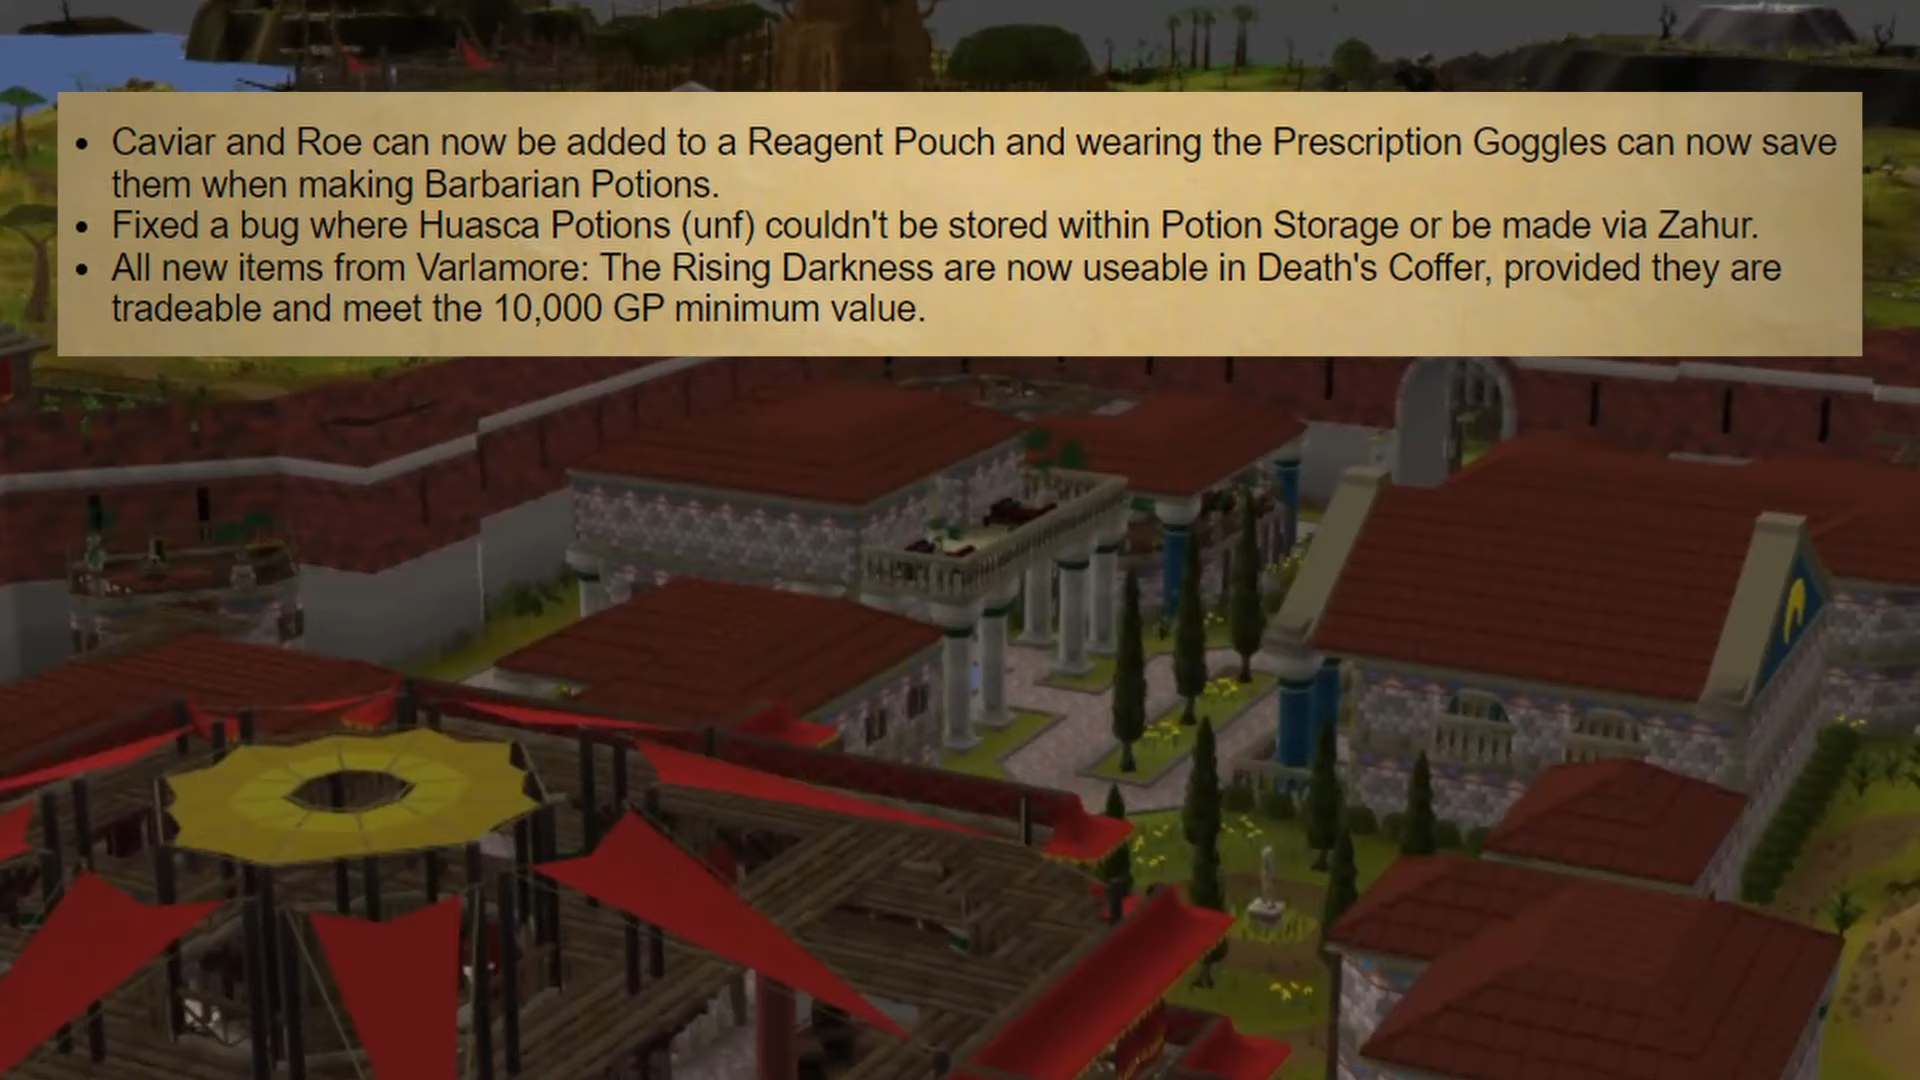 • Caviar and Roe can now be added to a Reagent Pouch and wearing the Prescription Goggles can now save
them when making Barbarian Potions.
• Fixed a bug where Huasca Potions (unf) couldn't be stored within Potion Storage or be made via Zahur.
• All new items from Varlamore: The Rising Darkness are now useable in Death's Coffer, provided they are
tradeable and meet the 10,000 GP minimum value.